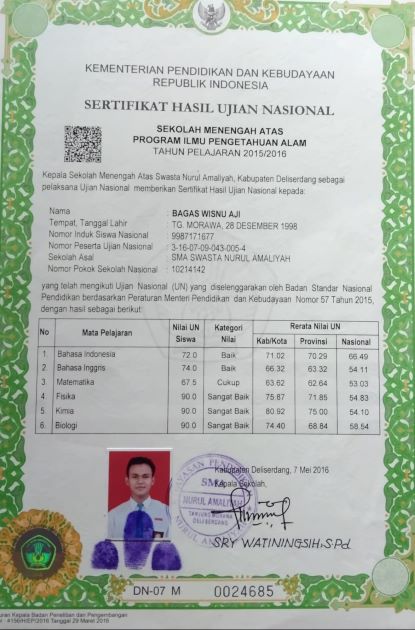 KEMENTERIAN PENDIDIKAN DAN KEBUDAYAAN
REPUBLIK INDONESIA
SERTIFIKAT HASIL UJIAN NASIONAL
SEKOLAH MENENGAH ATAS
PROGRAM ILMU PENGETAHUAN ALAM
TAHUN PELAJARAN 2015/2016
Kepala Sekolah Menengah Atas Swasta Nurul Amaliyah, Kabupaten Deliserdang sebagai
pelaksana Ujian Nasional memberikan Sertifikat Hasil Ujian Nasional kepada:
Nama : BAGAS WISNU AJI
Tempat, Tanggal Lahir : TG. MORAWA, 28 DESEMBER 1998
Nomor Induk Siswa Nasional : 9987171677
Nomor Peserta Ujian Nasional : 3-16-07-09-043-005-4
Sekolah Asal : SMA SWASTA NURUL AMALIYAH
Nomor Pokok Sekolah Nasional : 10214142
yang telah mengikuti Ujian Nasional (UN) yang diselenggarakan oleh Badan Standar Nasional
Pendidikan berdasarkan Peraturan Menteri Pendidikan dan Kebudayaan Nomor 57 Tahun 2015,
dengan hasil sebagai berikut:
No Mata Pelajaran Nilai UN Siswa Kategori Nilai Rerata Nilai UN
Kab/Kota Provinsi Nasional
1. Bahasa Indonesia 72.0 Baik 71.02 70.29 66.49
2. Bahasa Inggris 74.0 Baik 66.32 63.32 54.11
3. Matematika 67.5 Cukup 63.62 62.64 53.03
4. Fisika 90.0 Sangat Baik 75.87 71.85 54.83
5. Kimia 90.0 Sangat Baik 80.92 75.00 54.10
6. Biologi 90.0 Sangat Baik 74.40 68.84 58.54
Kabupaten Deliserdang, 7 Mei 2016
Kepala Sekolah,
SMA
NURUL AMALIYAH
TANJUNG MORAWA
DELI SERDANG
SRY WATININGSIH, S.Pd.
DN-07 M 0024685
Kepala Badan Penelitian dan Pengembangan
#156/H/EP/2016 Tanggal 29 Maret 2016